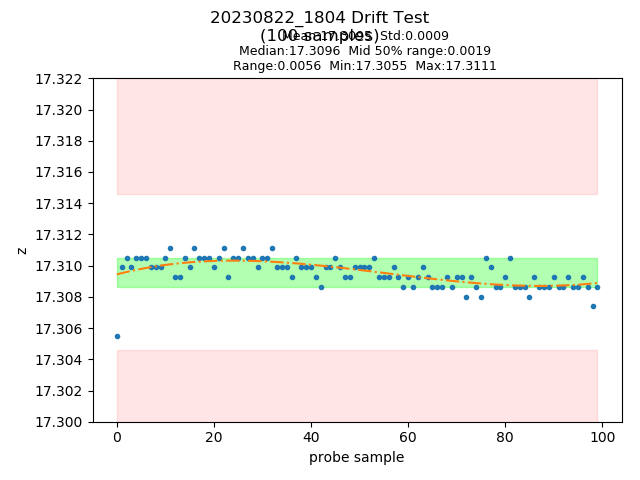 20230822_1804 Drift Test
(100 samples)
Std:0.0009
Median:17.3096 Mid 50% range:0.0019
Range:0.0056 Min:17.3055 Max:17.3111
17.322
17.320
17.318
17.316
17.314
17.312
17.310
17.308
17.306
17.304
17.302
17.300
z
0
20
40
60
80
100
probe sample